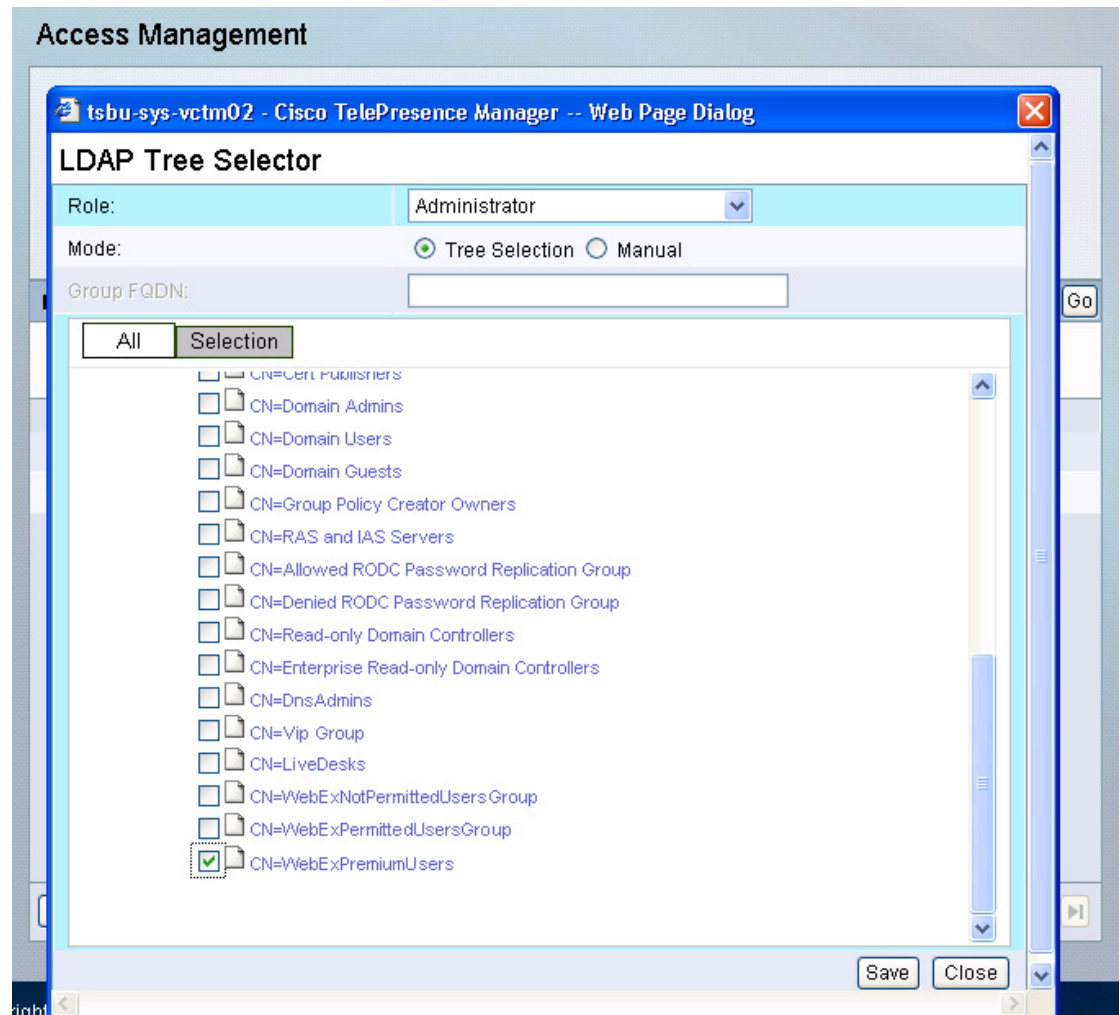 Access Management
tsbu-sys-vctm02 - Cisco TelePresence Manager -- Web Page Dialog
LDAP Tree Selector
Role: Administrator
Mode: Tree Selection Manual
Group FQDN:
Go
All Selection
CN=Cert Publishers
CN=Domain Admins
CN=Domain Users
CN=Domain Guests
CN=Group Policy Creator Owners
CN=RAS and IAS Servers
CN=Allowed RODC Password Replication Group
CN=Denied RODC Password Replication Group
CN=Read-only Domain Controllers
CN=Enterprise Read-only Domain Controllers
CN=DnsAdmins
CN=Vip Group
CN=LiveDesks
CN=WebExNotPermittedUsersGroup
CN=WebExPermittedUsersGroup
CN=WebExPremiumUsers
Save Close
right